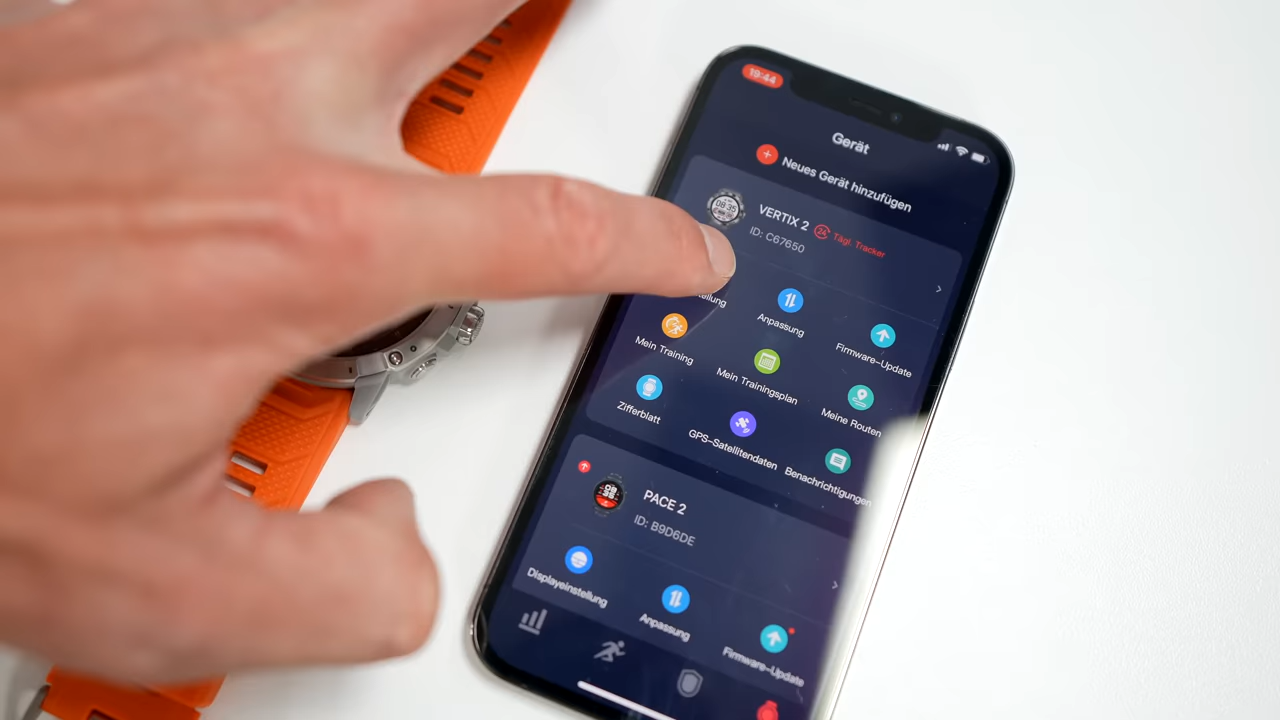 19:44
Gerät
Neues Gerät hinzufügen
08:35
VERTIX 2
24 Tägl. Tracker
ID: C67650
Anpassung
Firmware-Update
Mein Training
Mein Trainingsplan
Meine Routen
Zifferblatt
GPS-Satellitendaten
Benachrichtigungen
PACE 2
ID: B9D6DE
Displayeinstellung
Anpassung
Firmware-Update